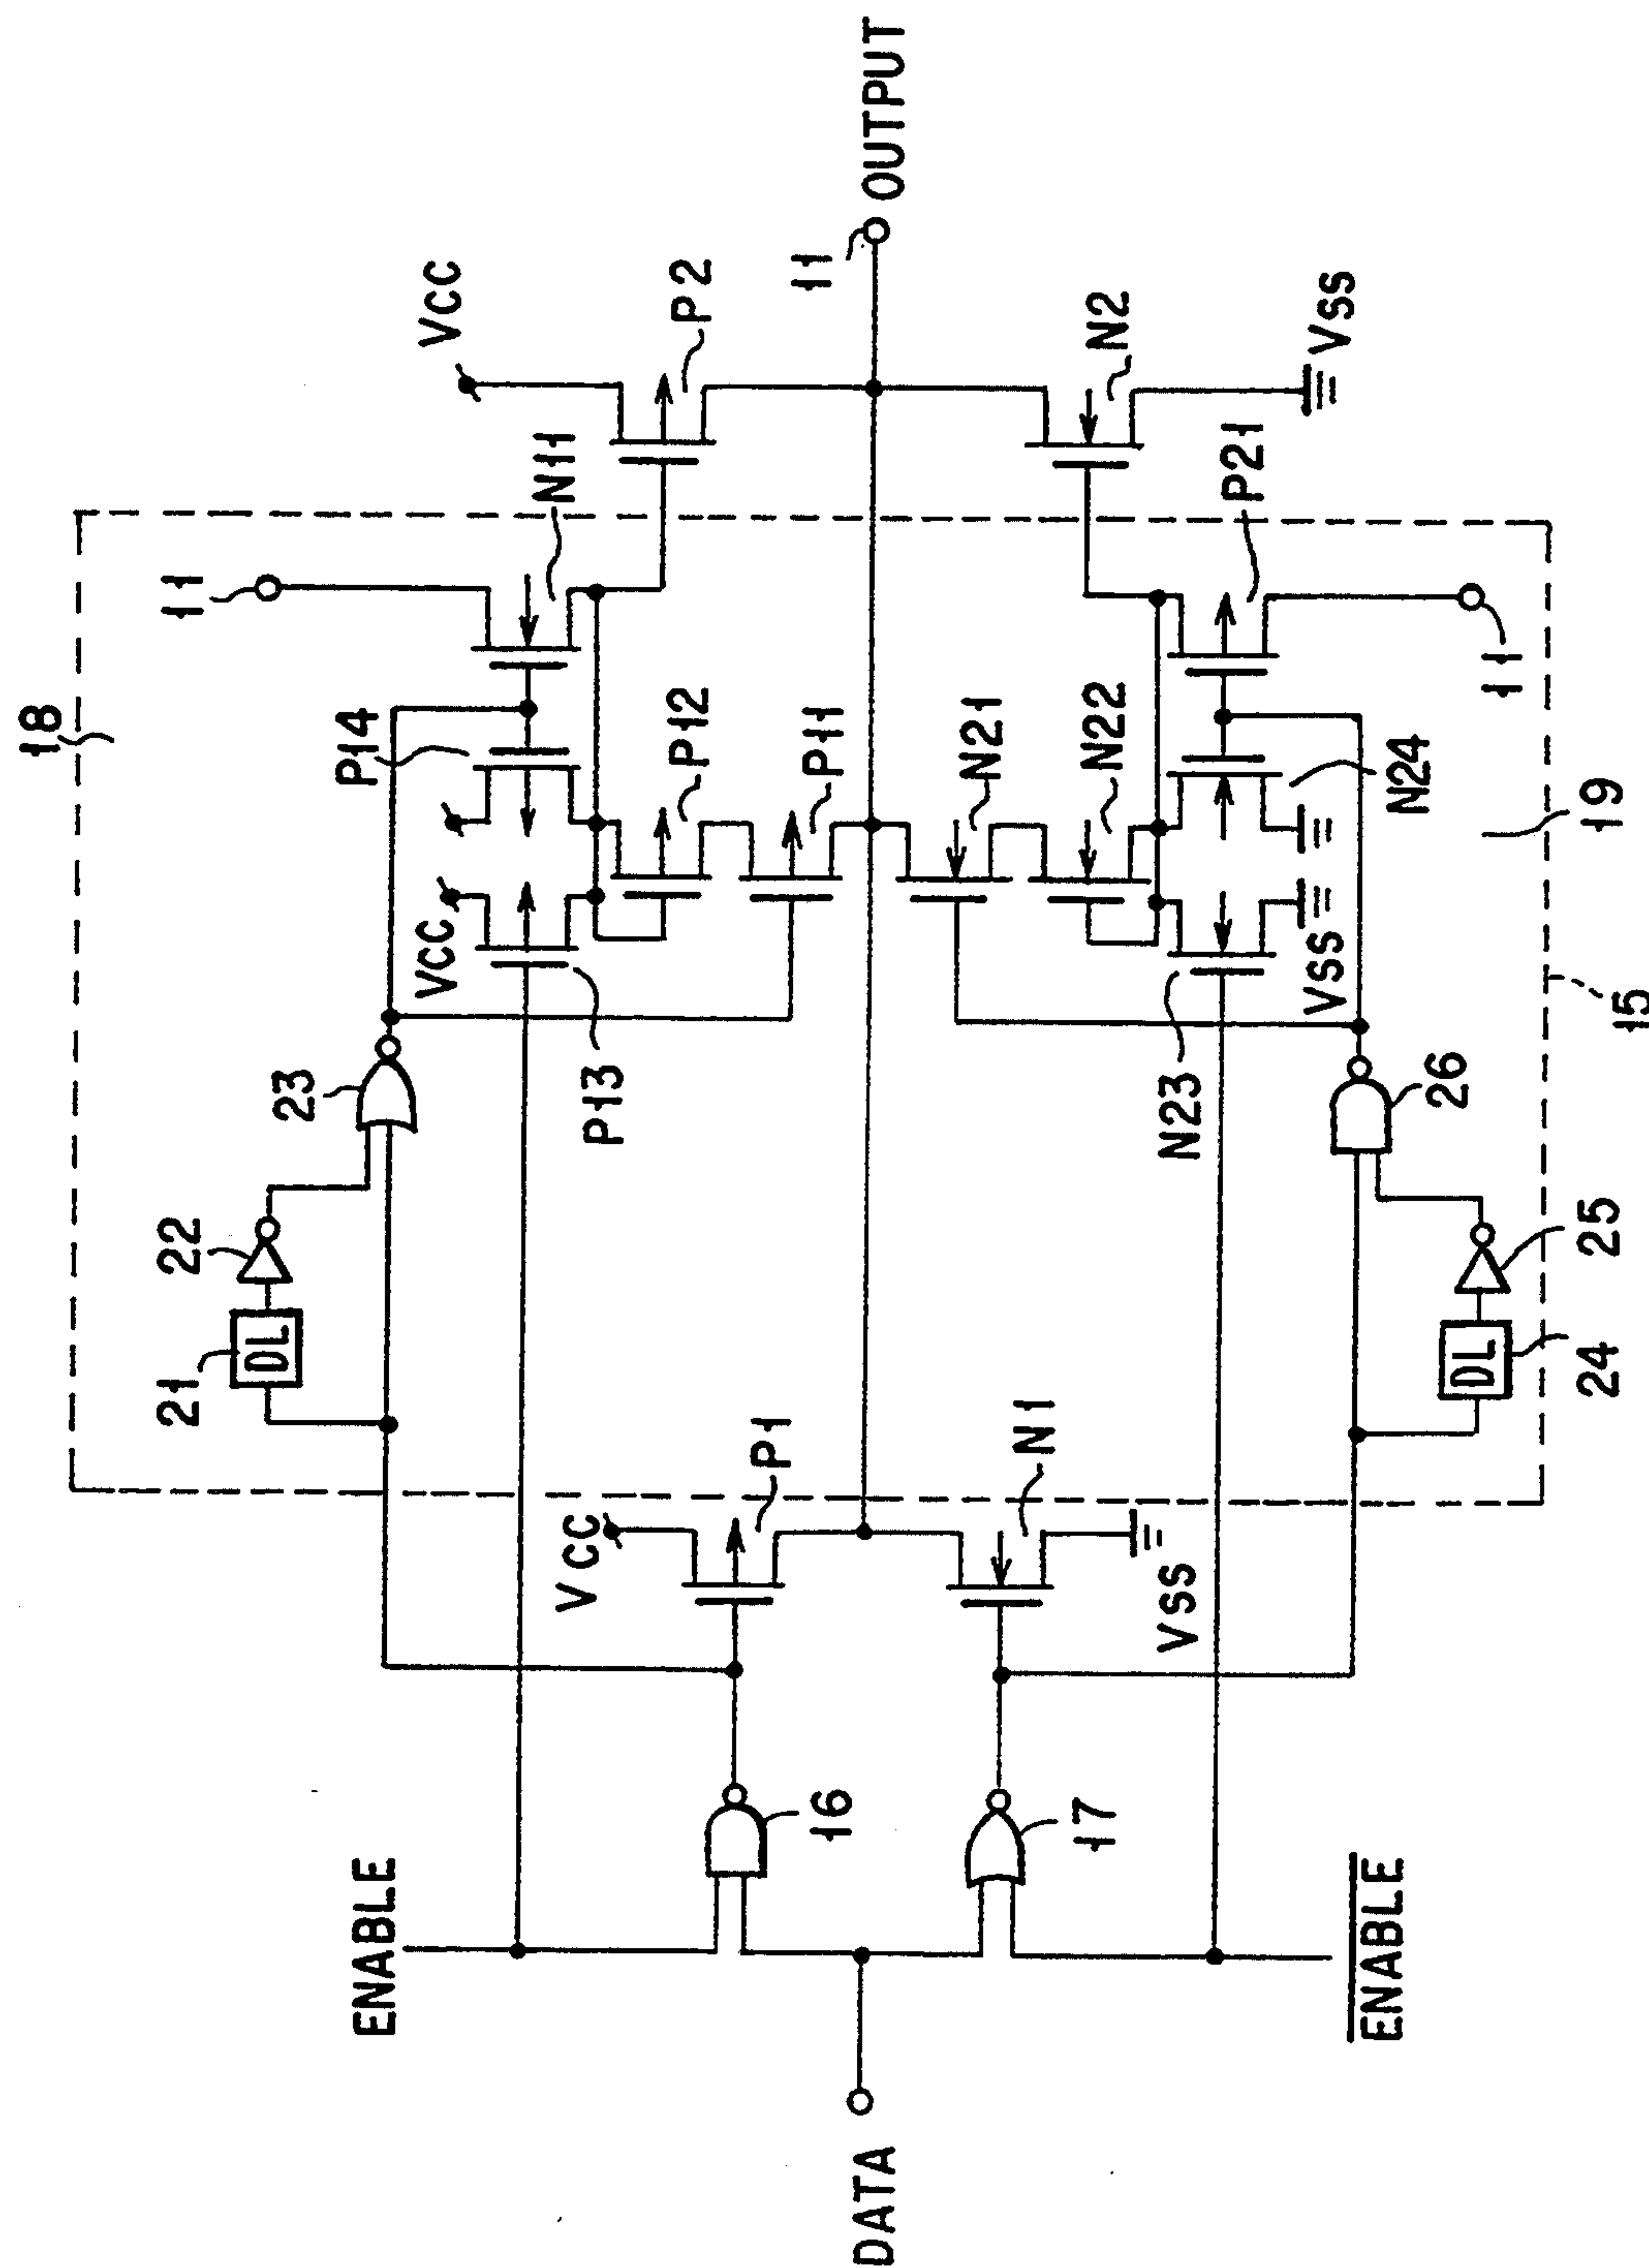 18
11
VCC
P14
N11
P2
VCC
P12
23
22
21
DL
P13
P11
11
OUTPUT
ENABLE
VCC
P1
16
DATA
N21
N2
N1
17
N22
N23
VSS
P21
VSS
VSS
N24
11
26
ENABLE
19
25
24
DL
15